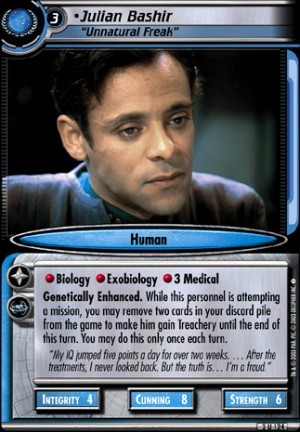 3 •Julian Bashir
"Unnatural Freak"
Human
Biology Exobiology 3 Medical
Genetically Enhanced. While this personnel is attempting
a mission, you may remove two cards in your discard pile
from the game to make him gain Treachery until the end of
this turn. You may do this only once each turn.
"My IQ jumped five points a day for over two weeks. ... After the
treatments, I never looked back. But the truth is... I'm a fraud."
INTEGRITY 4 CUNNING 8 STRENGTH 6